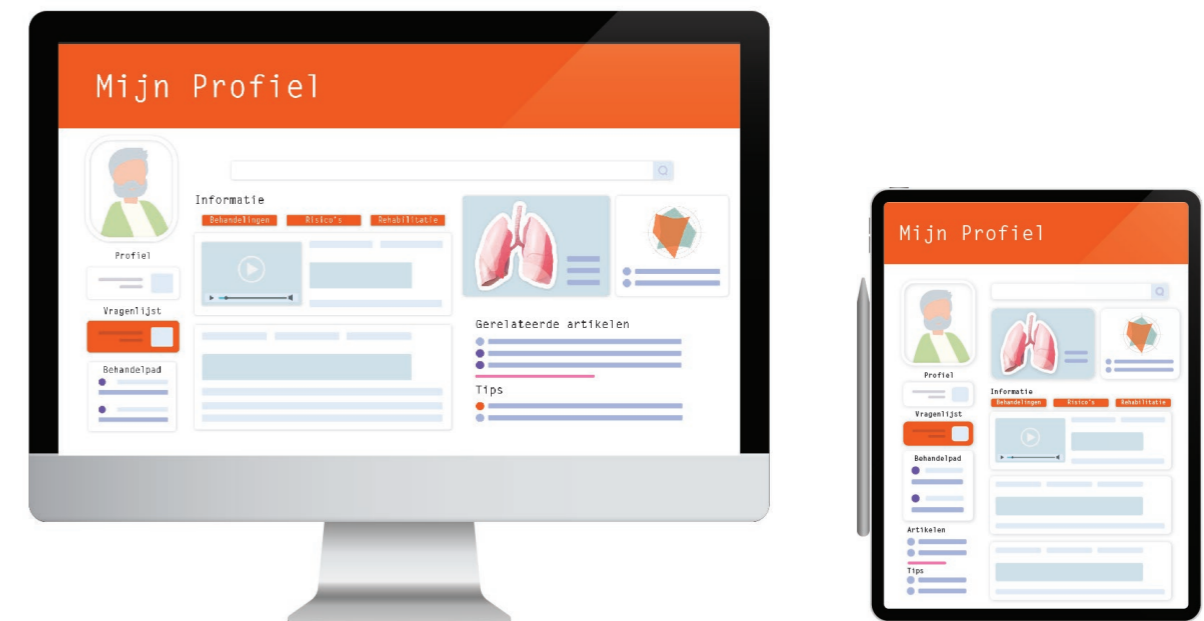 Mijn Profiel
Informatie
Behandelingen Risico's Rehabilitatie
Profiel
Vragenlijst
Behandelpad
Gerelateerde artikelen
Tips
Mijn Profiel
Profiel
Vragenlijst
Behandelpad
Artikelen
Tips
Informatie
Behandelingen Risico's Rehabilitatie